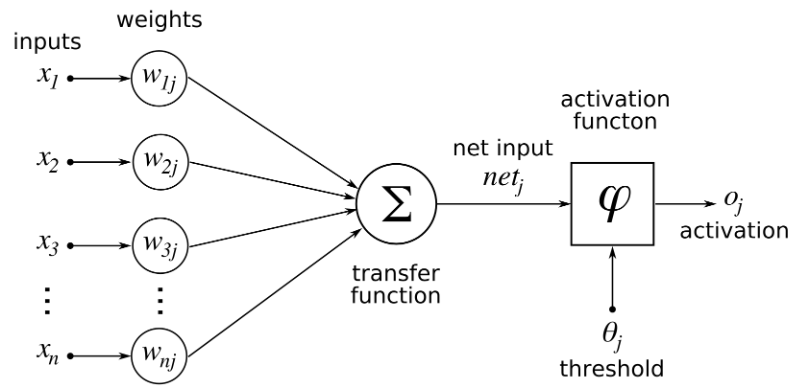 inputs
weights
x1
w1j
x2
w2j
x3
w3j
⋮
⋮
xn
wnj
Σ
transfer
function
net input
netj
activation
functon
φ
oj
activation
θj
threshold